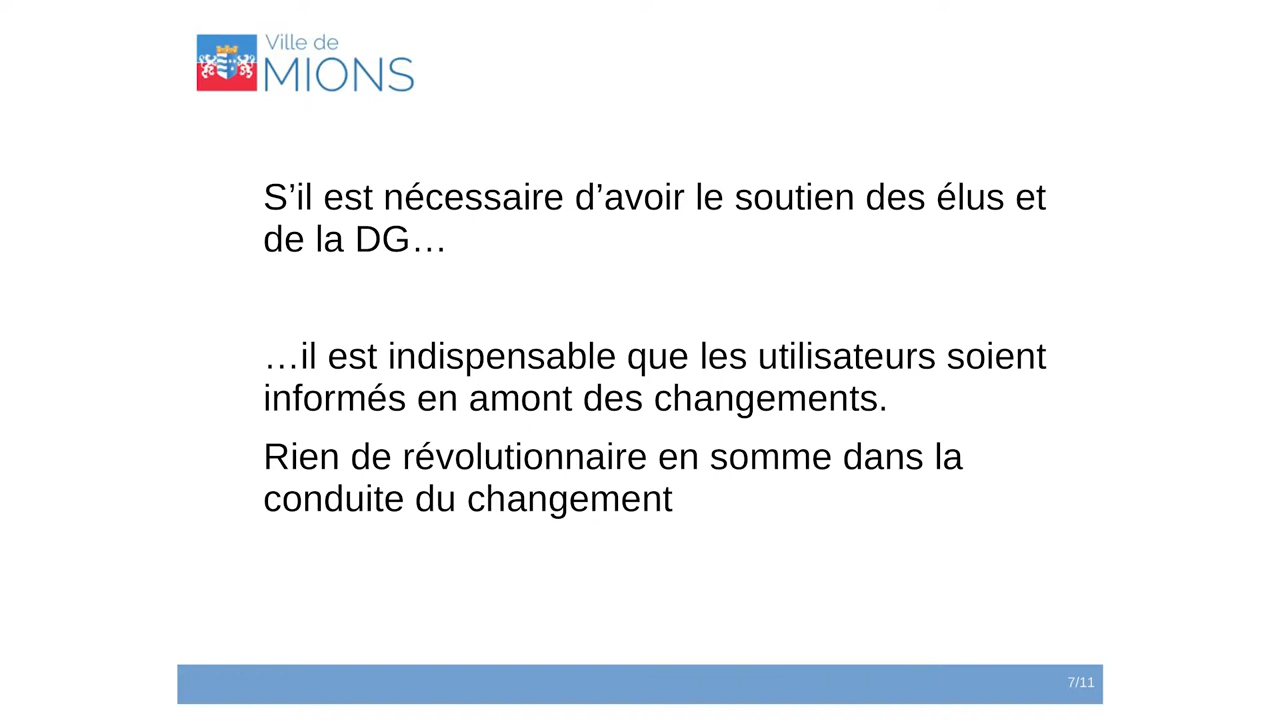 Ville de
MIONS
S’il est nécessaire d’avoir le soutien des élus et
de la DG…
…il est indispensable que les utilisateurs soient
informés en amont des changements.
Rien de révolutionnaire en somme dans la
conduite du changement
7/11